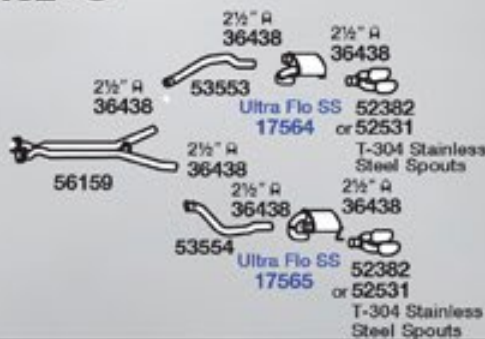 2½" A
36438
2½" A
36438
2½" A
36438
53553
Ultra Flo SS
17564
52382
or 52531
T-304 Stainless
Steel Spouts
56159
2½" A
36438
2½" A
36438
2½" A
36438
53554
Ultra Flo SS
17565
52382
or 52531
T-304 Stainless
Steel Spouts